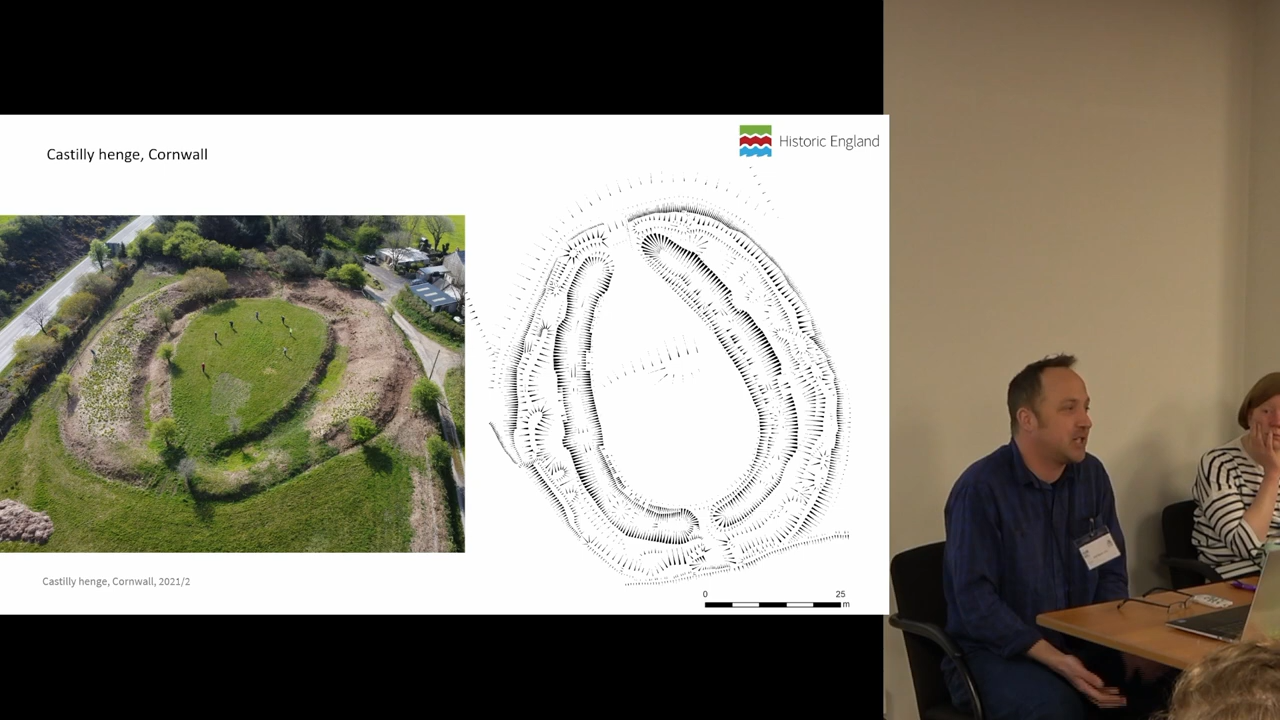 Castilly henge, Cornwall
Historic England
Castilly henge, Cornwall, 2021/2
0 25
m